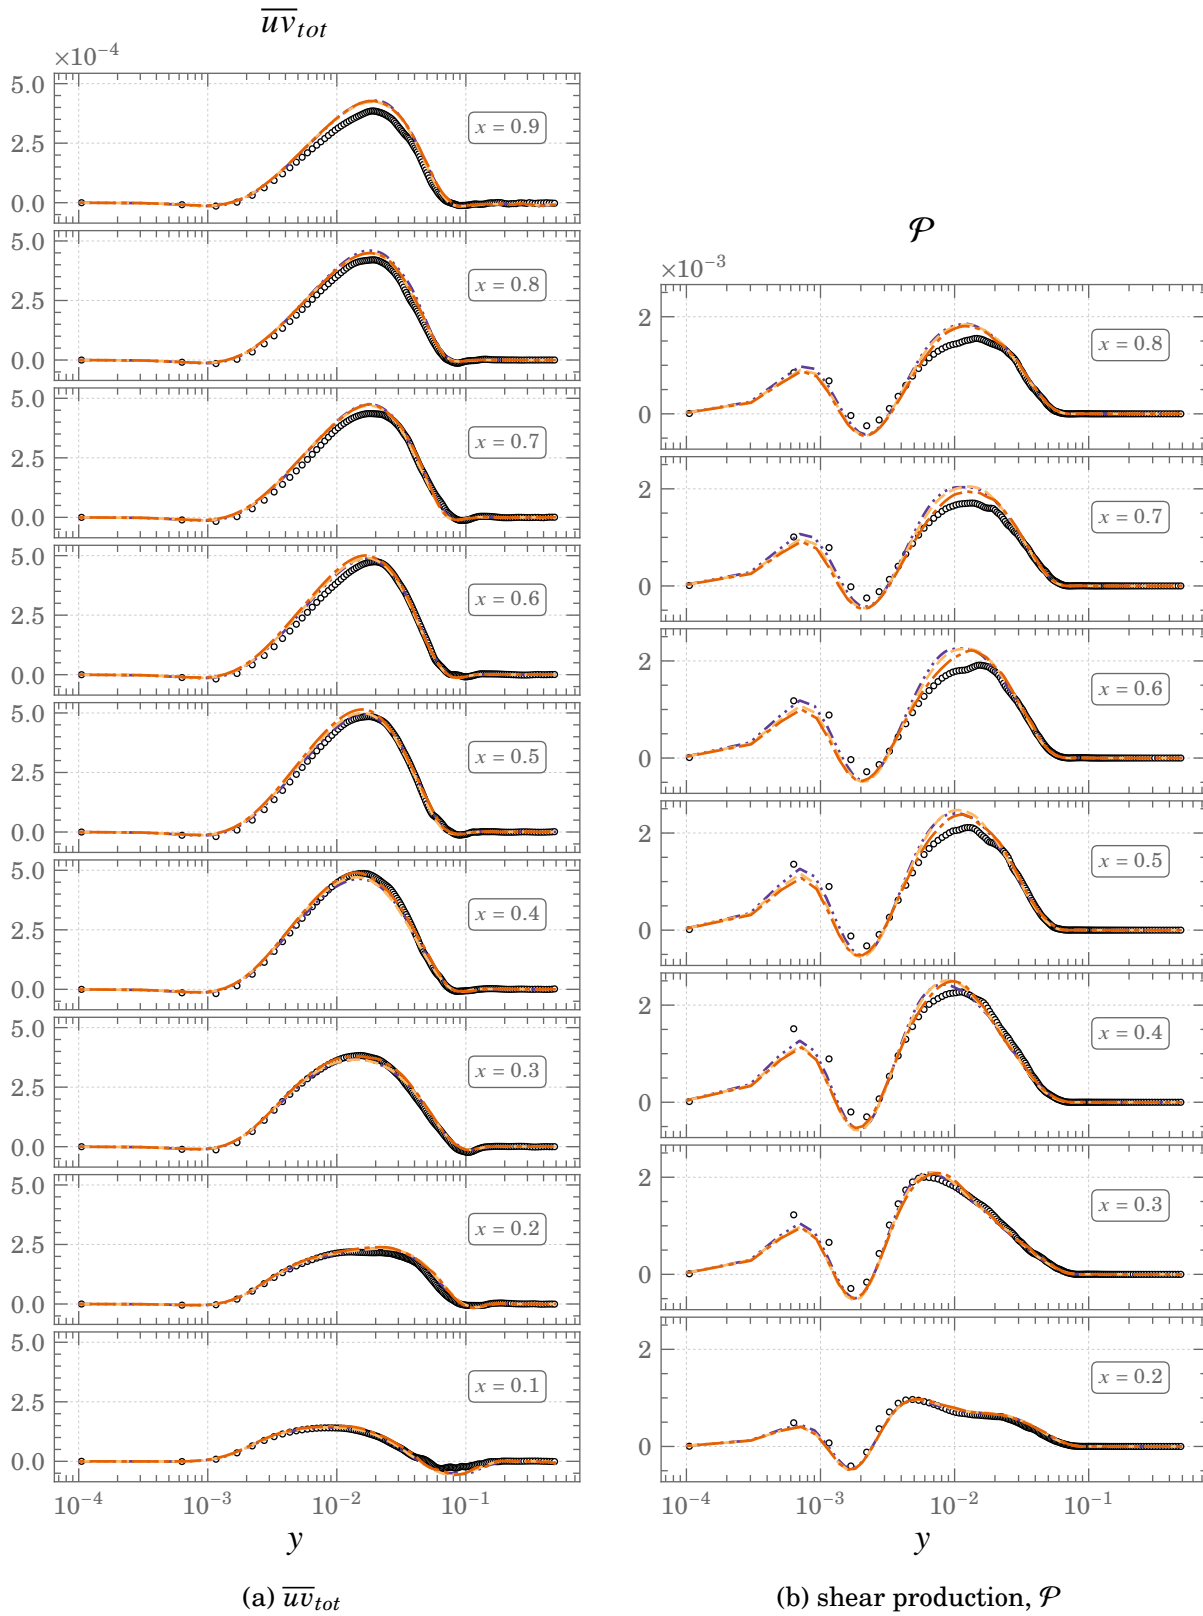 $\overline{uv}_{tot}$
×10⁻⁴
5.0
2.5
0.0
x = 0.9
5.0
2.5
0.0
x = 0.8
5.0
2.5
0.0
x = 0.7
5.0
2.5
0.0
x = 0.6
5.0
2.5
0.0
x = 0.5
5.0
2.5
0.0
x = 0.4
5.0
2.5
0.0
x = 0.3
5.0
2.5
0.0
x = 0.2
5.0
2.5
0.0
x = 0.1
10⁻⁴ 10⁻³ 10⁻² 10⁻¹
y
(a) $\overline{uv}_{tot}$
𝒫
×10⁻³
2
0
x = 0.8
2
0
x = 0.7
2
0
x = 0.6
2
0
x = 0.5
2
0
x = 0.4
2
0
x = 0.3
2
0
x = 0.2
10⁻⁴ 10⁻³ 10⁻² 10⁻¹
y
(b) shear production, 𝒫